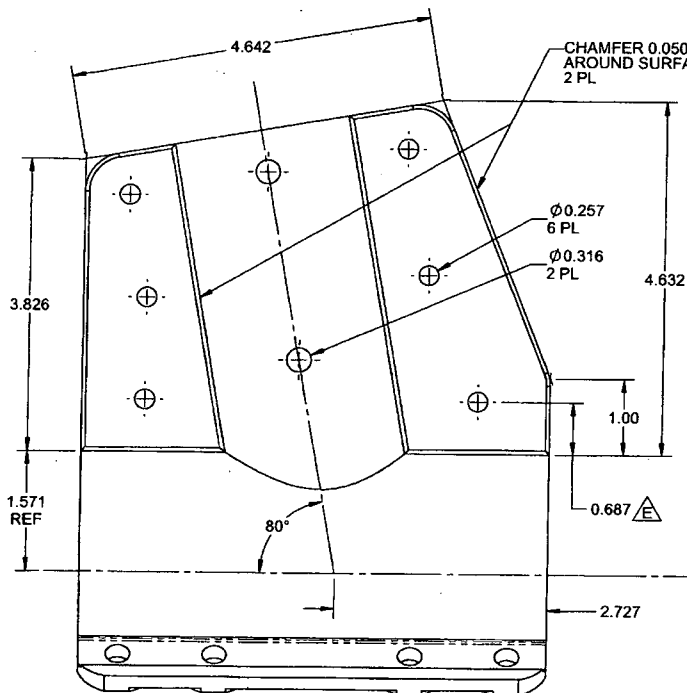 4.642
CHAMFER 0.050
AROUND SURFA
2 PL
Ø0.257
6 PL
Ø0.316
2 PL
3.826
4.632
1.00
1.571
REF
80°
0.687 E
2.727